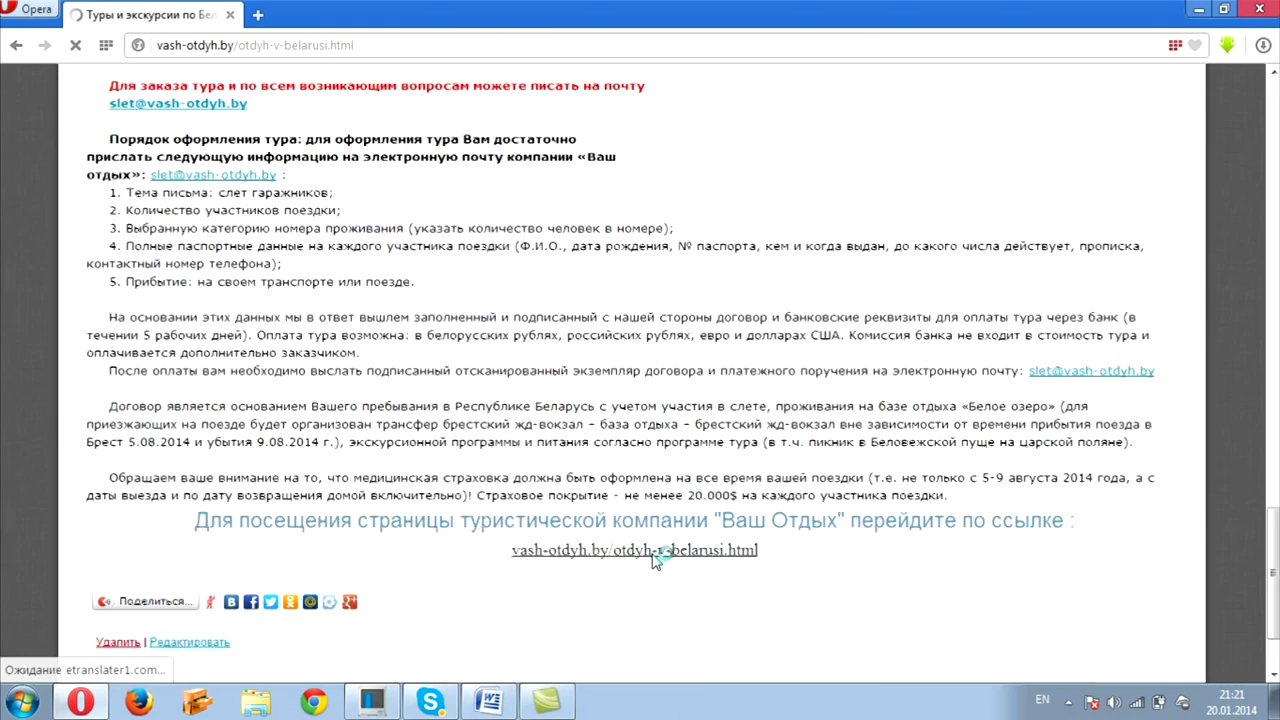 Opera
Туры и экскурсии по Бел
vash-otdyh.by/otdyh-v-belarusi.html
Для заказа тура и по всем возникающим вопросам можете писать на почту
slet@vash-otdyh.by
Порядок оформления тура: для оформления тура Вам достаточно
прислать следующую информацию на электронную почту компании «Ваш
отдых»: slet@vash-otdyh.by :
1. Тема письма: слет гаражников;
2. Количество участников поездки;
3. Выбранную категорию номера проживания (указать количество человек в номере);
4. Полные паспортные данные на каждого участника поездки (Ф.И.О., дата рождения, № паспорта, кем и когда выдан, до какого числа действует, прописка,
контактный номер телефона);
5. Прибытие: на своем транспорте или поезде.
На основании этих данных мы в ответ вышлем заполненный и подписанный с нашей стороны договор и банковские реквизиты для оплаты тура через банк (в
течении 5 рабочих дней). Оплата тура возможна: в белорусских рублях, российских рублях, евро и долларах США. Комиссия банка не входит в стоимость тура и
оплачивается дополнительно заказчиком.
После оплаты вам необходимо выслать подписанный отсканированный экземпляр договора и платежного поручения на электронную почту: slet@vash-otdyh.by
Договор является основанием Вашего пребывания в Республике Беларусь с учетом участия в слете, проживания на базе отдыха «Белое озеро» (для
приезжающих на поезде будет организован трансфер брестский жд-вокзал – база отдыха – брестский жд-вокзал вне зависимости от времени прибытия поезда в
Брест 5.08.2014 и убытия 9.08.2014 г.), экскурсионной программы и питания согласно программе тура (в т.ч. пикник в Беловежской пуще на царской поляне).
Обращаем ваше внимание на то, что медицинская страховка должна быть оформлена на все время вашей поездки (т.е. не только с 5-9 августа 2014 года, а с
даты выезда и по дату возвращения домой включительно)! Страховое покрытие - не менее 20.000$ на каждого участника поездки.
Для посещения страницы туристической компании "Ваш Отдых" перейдите по ссылке :
vash-otdyh.by/otdyh-v-belarusi.html
Поделиться...
Удалить | Редактировать
Ожидание etranslater1.com...
EN
21:21
20.01.2014